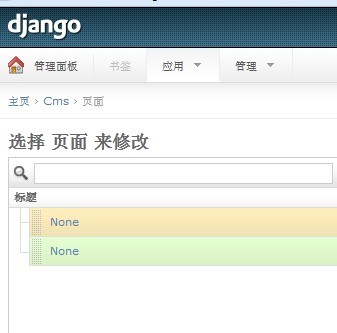 django
管理面板 书签 应用 管理
主页 > Cms > 页面
选择 页面 来修改
标题
None
None